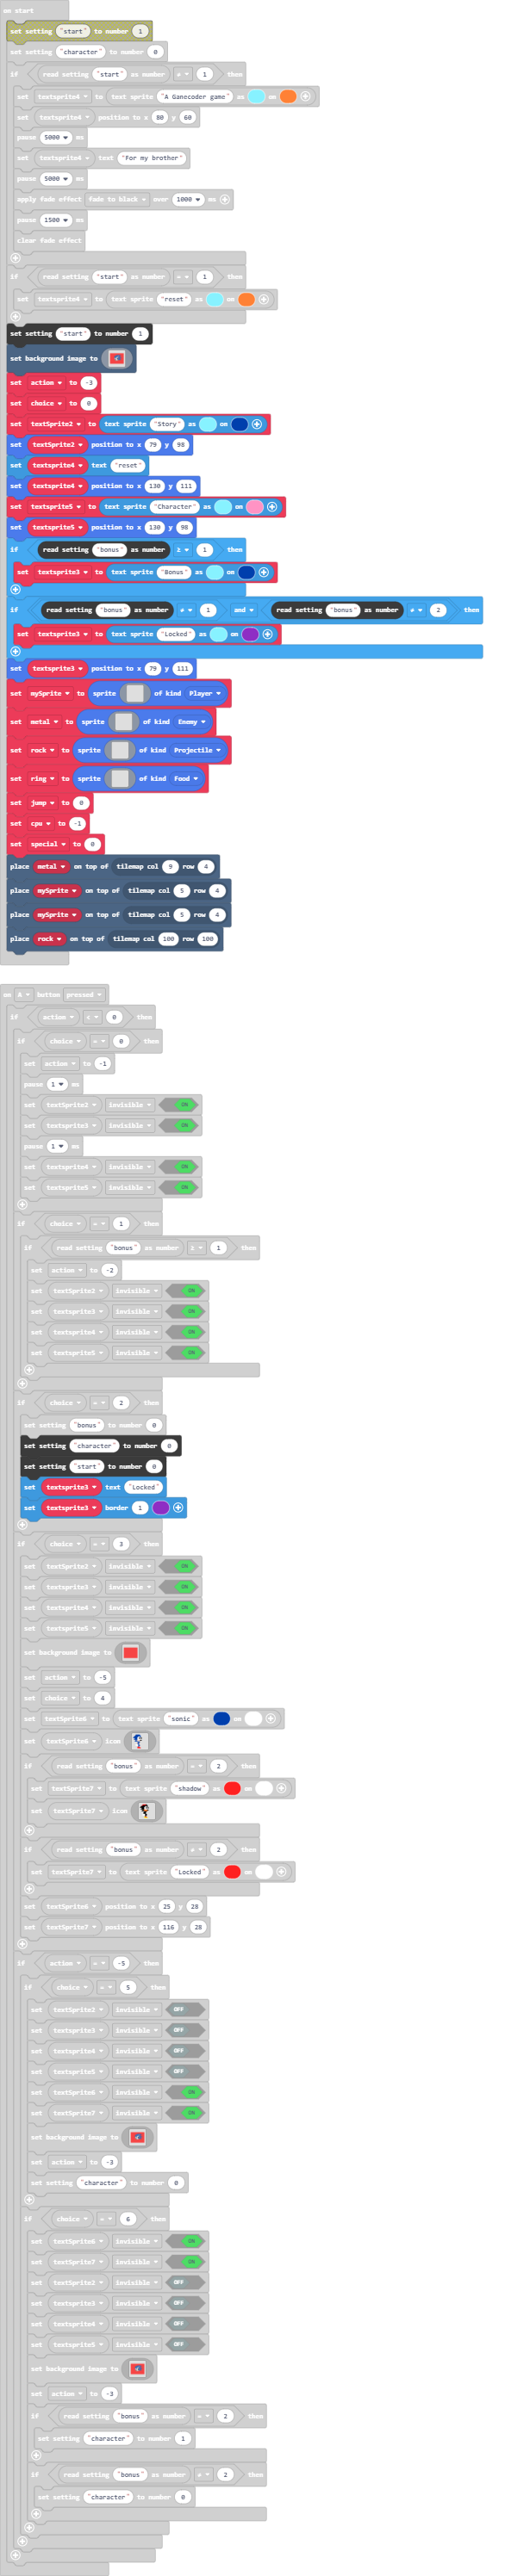 on start
set setting "start" to number 1
set setting "character" to number 0
if read setting "start" as number ≠ 1 then
set textsprite4 to text sprite "A Ganecoder game" as on
set textsprite4 position to x 80 y 60
pause 5000 ms
set textsprite4 text "For my brother"
pause 5000 ms
apply fade effect fade to black over 1000 ms
pause 1500 ms
clear fade effect
if read setting "start" as number = 1 then
set textsprite4 to text sprite "reset" as on
set setting "start" to number 1
set background image to
set action to -3
set choice to 0
set textSprite2 to text sprite "Story" as on
set textSprite2 position to x 79 y 98
set textsprite4 text "reset"
set textsprite4 position to x 130 y 111
set textsprite5 to text sprite "Character" as on
set textsprite5 position to x 130 y 98
if read setting "bonus" as number ≥ 1 then
set textsprite3 to text sprite "Bonus" as on
if read setting "bonus" as number ≠ 1 and read setting "bonus" as number ≠ 2 then
set textsprite3 to text sprite "Locked" as on
set textsprite3 position to x 79 y 111
set mySprite to sprite of kind Player
set metal to sprite of kind Enemy
set rock to sprite of kind Projectile
set ring to sprite of kind Food
set jump to 0
set cpu to -1
set special to 0
place metal on top of tilemap col 9 row 4
place mySprite on top of tilemap col 5 row 4
place mySprite on top of tilemap col 5 row 4
place rock on top of tilemap col 100 row 100
on A button pressed
if action < 0 then
if choice = 0 then
set action to -1
pause 1 ms
set textSprite2 invisible ON
set textsprite3 invisible ON
pause 1 ms
set textsprite4 invisible ON
set textsprite5 invisible ON
if choice = 1 then
if read setting "bonus" as number ≥ 1 then
set action to -2
set textSprite2 invisible ON
set textsprite3 invisible ON
set textsprite4 invisible ON
set textsprite5 invisible ON
if choice = 2 then
set setting "bonus" to number 0
set setting "character" to number 0
set setting "start" to number 0
set textsprite3 text "Locked"
set textsprite3 border 1
if choice = 3 then
set textSprite2 invisible ON
set textsprite3 invisible ON
set textsprite4 invisible ON
set textsprite5 invisible ON
set background image to
set action to -5
set choice to 4
set textSprite6 to text sprite "sonic" as on
set textSprite6 icon
if read setting "bonus" as number = 2 then
set textSprite7 to text sprite "shadow" as on
set textSprite7 icon
if read setting "bonus" as number ≠ 2 then
set textSprite7 to text sprite "Locked" as on
set textSprite6 position to x 25 y 28
set textSprite7 position to x 116 y 28
if action = -5 then
if choice = 5 then
set textSprite2 invisible OFF
set textsprite3 invisible OFF
set textsprite4 invisible OFF
set textsprite5 invisible OFF
set textSprite6 invisible ON
set textSprite7 invisible ON
set background image to
set action to -3
set setting "character" to number 0
if choice = 6 then
set textSprite6 invisible ON
set textSprite7 invisible ON
set textSprite2 invisible OFF
set textsprite3 invisible OFF
set textsprite4 invisible OFF
set textsprite5 invisible OFF
set background image to
set action to -3
if read setting "bonus" as number = 2 then
set setting "character" to number 1
if read setting "bonus" as number ≠ 2 then
set setting "character" to number 0